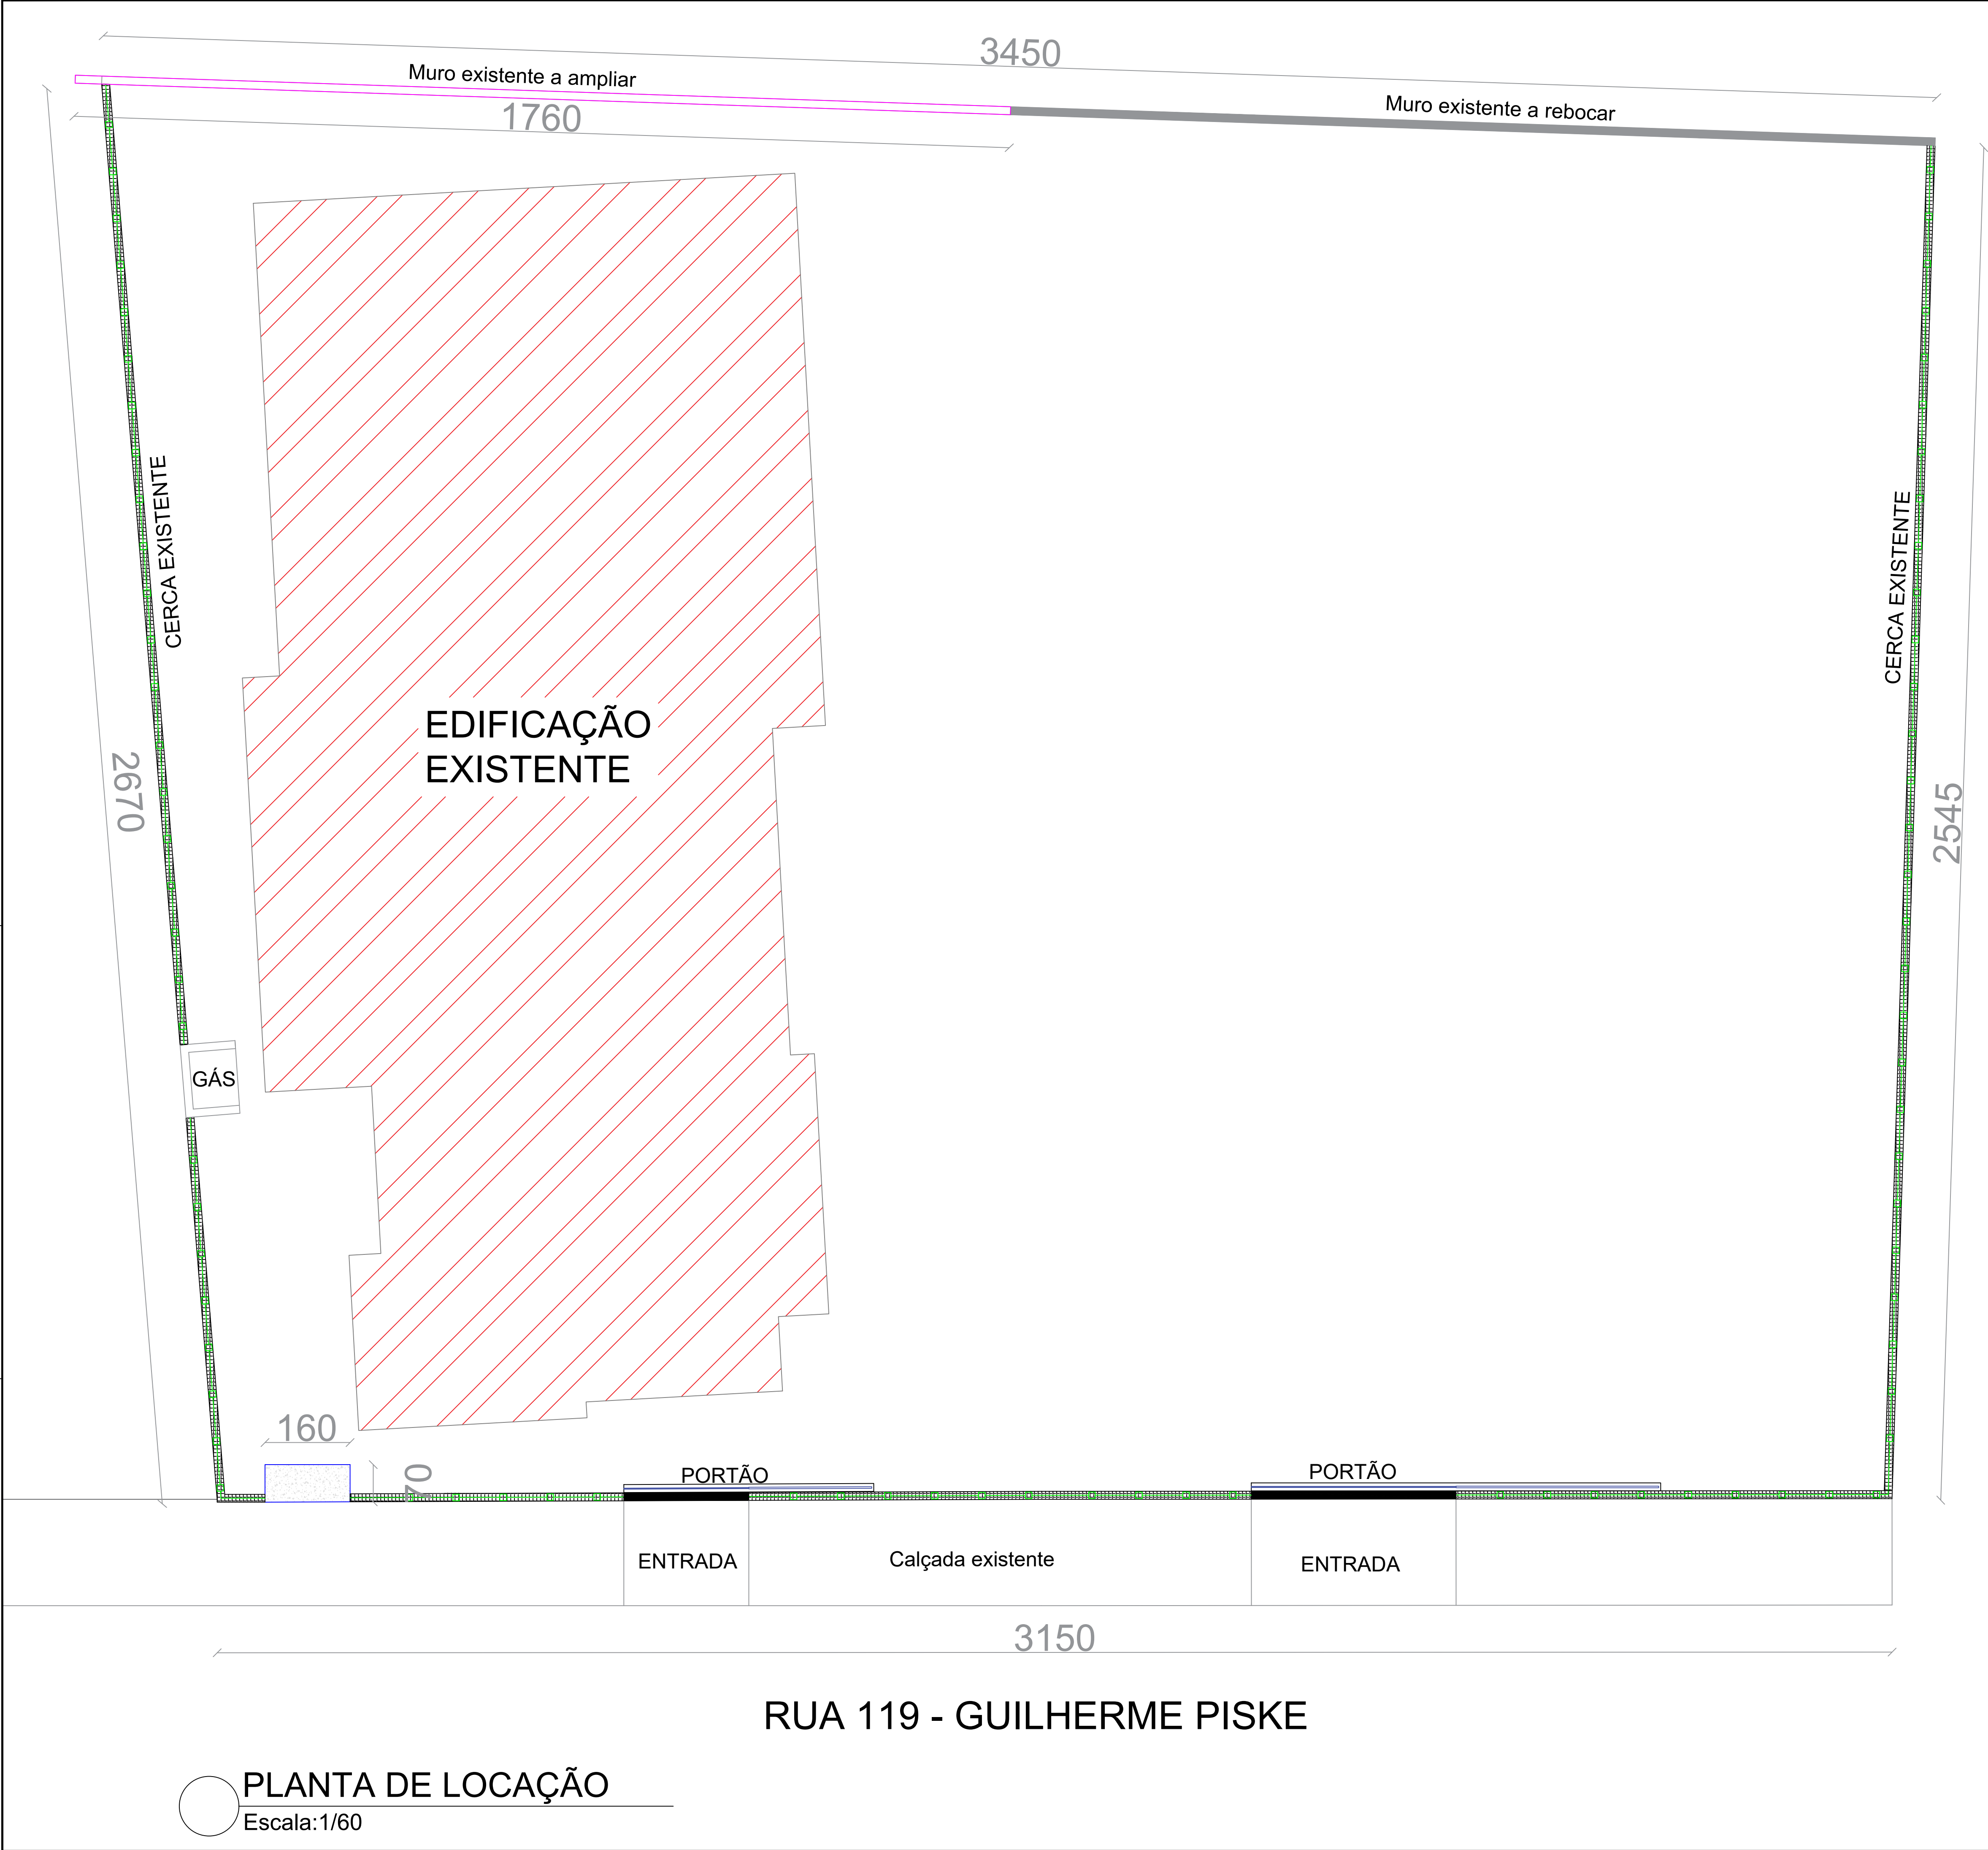 3450
Muro existente a ampliar
Muro existente a rebocar
1760
CERCA EXISTENTE
CERCA EXISTENTE
EDIFICAÇÃO
EXISTENTE
2670
2545
GÁS
160
70
PORTÃO
PORTÃO
ENTRADA
Calçada existente
ENTRADA
3150
RUA 119 - GUILHERME PISKE
PLANTA DE LOCAÇÃO
Escala:1/60